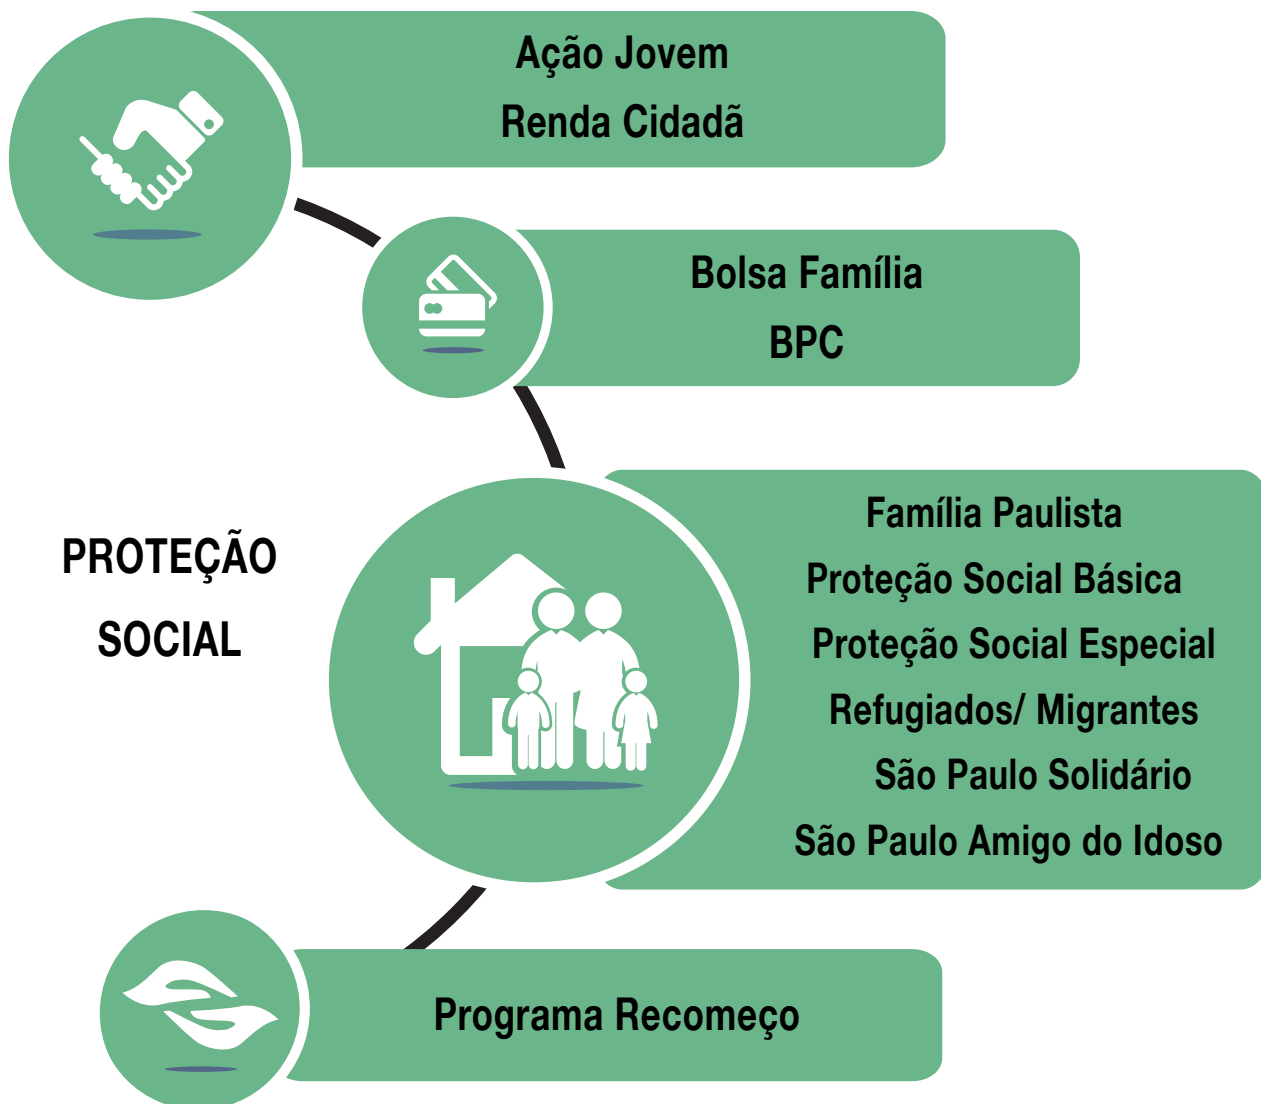 Ação Jovem
Renda Cidadã
Bolsa Família
BPC
PROTEÇÃO
SOCIAL
Família Paulista
Proteção Social Básica
Proteção Social Especial
Refugiados/ Migrantes
São Paulo Solidário
São Paulo Amigo do Idoso
Programa Recomeço